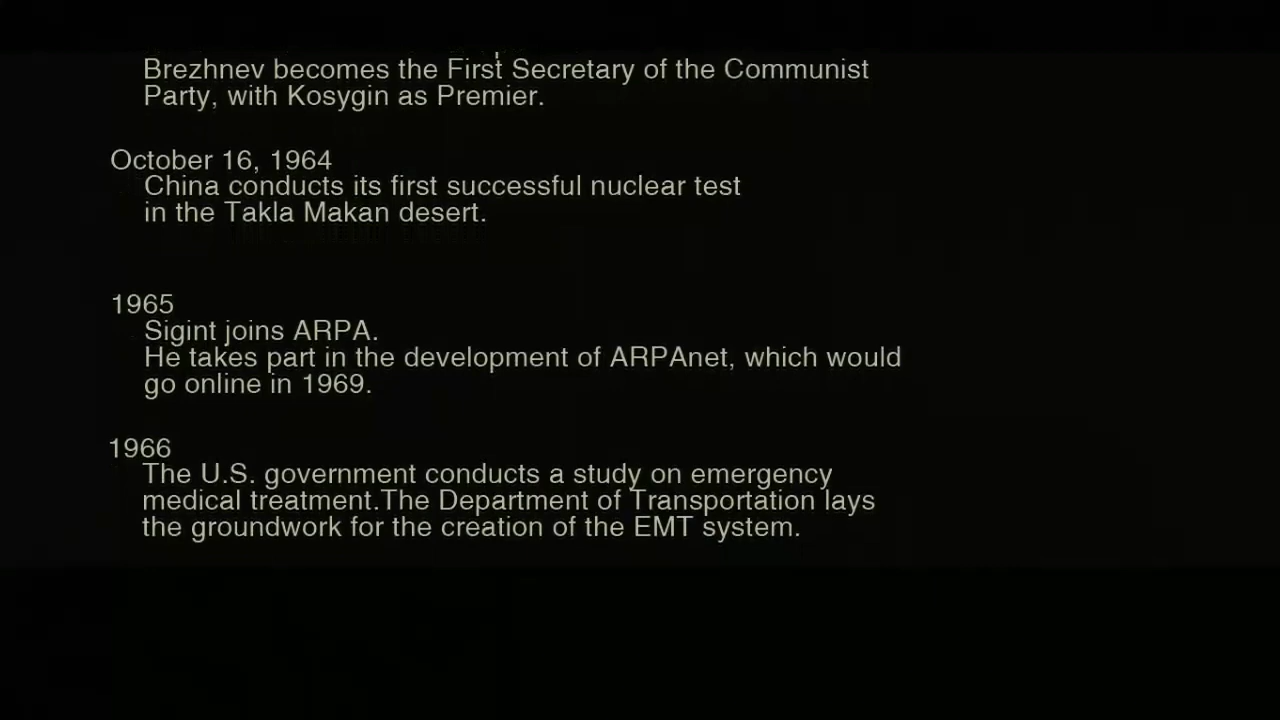 Brezhnev becomes the First Secretary of the Communist
Party, with Kosygin as Premier.
October 16, 1964
China conducts its first successful nuclear test
in the Takla Makan desert.
1965
Sigint joins ARPA.
He takes part in the development of ARPAnet, which would
go online in 1969.
1966
The U.S. government conducts a study on emergency
medical treatment.The Department of Transportation lays
the groundwork for the creation of the EMT system.